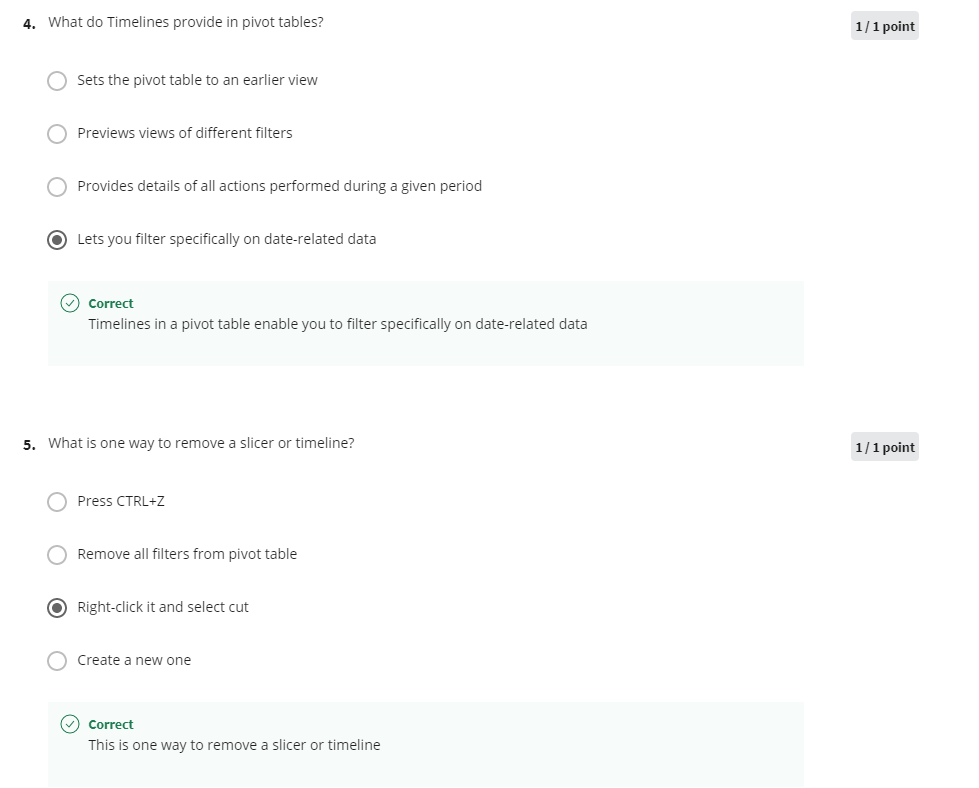 4. What do Timelines provide in pivot tables?
1 / 1 point
Sets the pivot table to an earlier view
Previews views of different filters
Provides details of all actions performed during a given period
Lets you filter specifically on date-related data
Correct
Timelines in a pivot table enable you to filter specifically on date-related data
5. What is one way to remove a slicer or timeline?
1 / 1 point
Press CTRL+Z
Remove all filters from pivot table
Right-click it and select cut
Create a new one
Correct
This is one way to remove a slicer or timeline